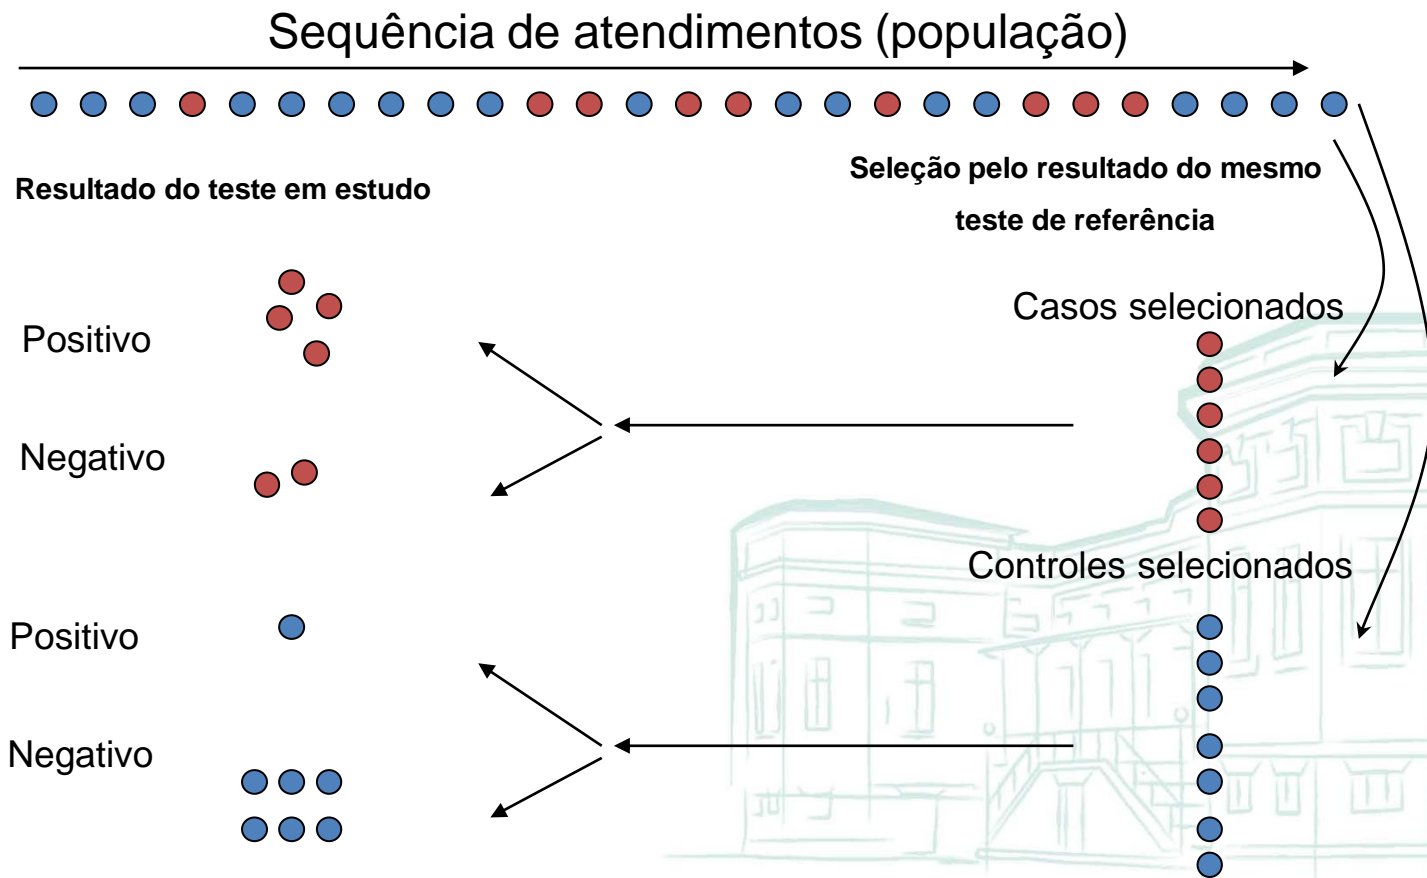 Sequência de atendimentos (população)
Resultado do teste em estudo
Seleção pelo resultado do mesmo
teste de referência
Casos selecionados
Positivo
Negativo
Controles selecionados
Positivo
Negativo